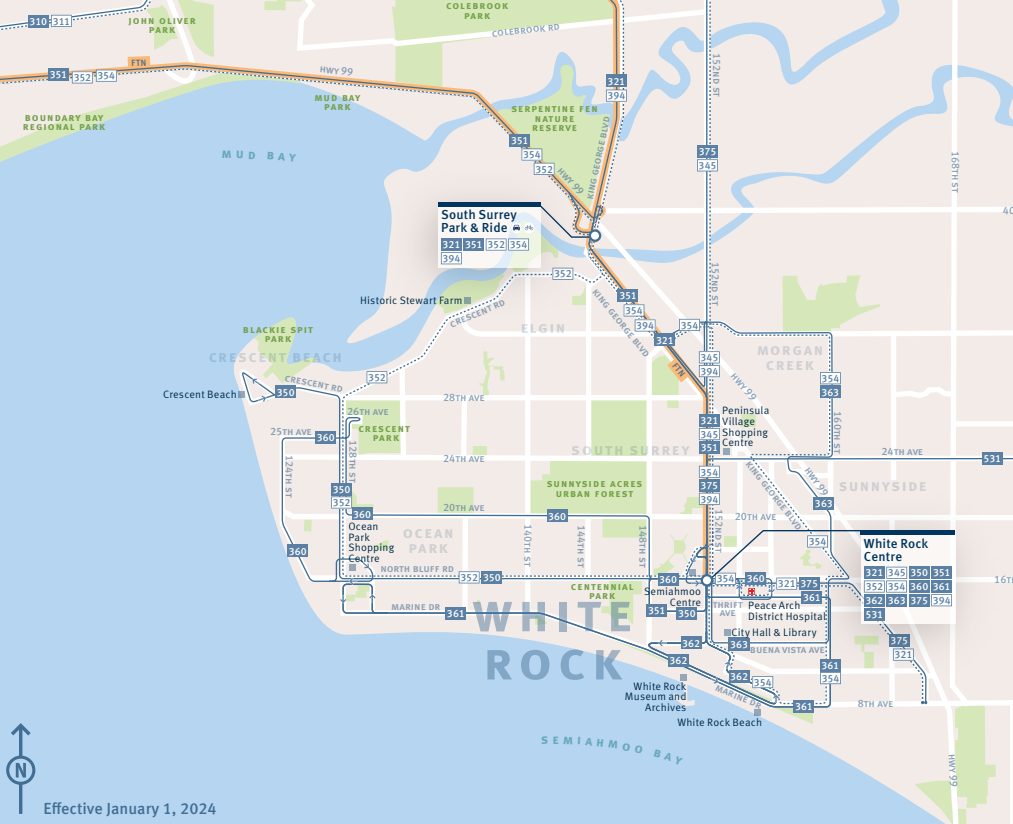 COLEBROOK
PARK
310 311
JOHN OLIVER
PARK
COLEBROOK RD
152ND ST
FTN
351 352 354
HWY 99
321
394
MUD BAY
PARK
SERPENTINE FEN
NATURE
RESERVE
BOUNDARY BAY
REGIONAL PARK
KING GEORGE BLVD
351
354
352
MUD BAY
375
345
168TH ST
HWY 99
South Surrey
Park & Ride
321 351 352 354
394
40
352
152ND ST
Historic Stewart Farm
CRESCENT RD
351
354
394
KING GEORGE BLVD
BLACKIE SPIT
PARK
ELGIN
354
321
CRESCENT BEACH
MORGAN
CREEK
345
394
FTN
352
354
363
HWY 99
Crescent Beach
350
CRESCENT RD
28TH AVE
26TH AVE
Peninsula
Village
Shopping
Centre
160TH ST
25TH AVE
360
CRESCENT
PARK
321
345
351
SOUTH SURREY
24TH AVE
24TH AVE
531
124TH ST
128TH ST
354
375
394
KING GEORGE BLVD
HWY 99
SUNNYSIDE
SUNNYSIDE ACRES
URBAN FOREST
350
352
363
20TH AVE
360
360
152ND ST
20TH AVE
Ocean
Park
Shopping
Centre
OCEAN
PARK
140TH ST
144TH ST
148TH ST
354
White Rock
Centre
321 345 350 351
352 354 360 361
362 363 375 394
531
360
NORTH BLUFF RD
352 350
360
354
360
321 375
16TH
CENTENNIAL
PARK
Semiahmoo
Centre
361
351 350
THRIFT
AVE
Peace Arch
District Hospital
MARINE DR
361
WHITE
ROCK
City Hall & Library
362
363
BUENA VISTA AVE
375
321
362
361
354
362
354
White Rock
Museum and
Archives
MARINE DR
361
8TH AVE
White Rock Beach
SEMIAHMOO BAY
HWY 99
N
Effective January 1, 2024